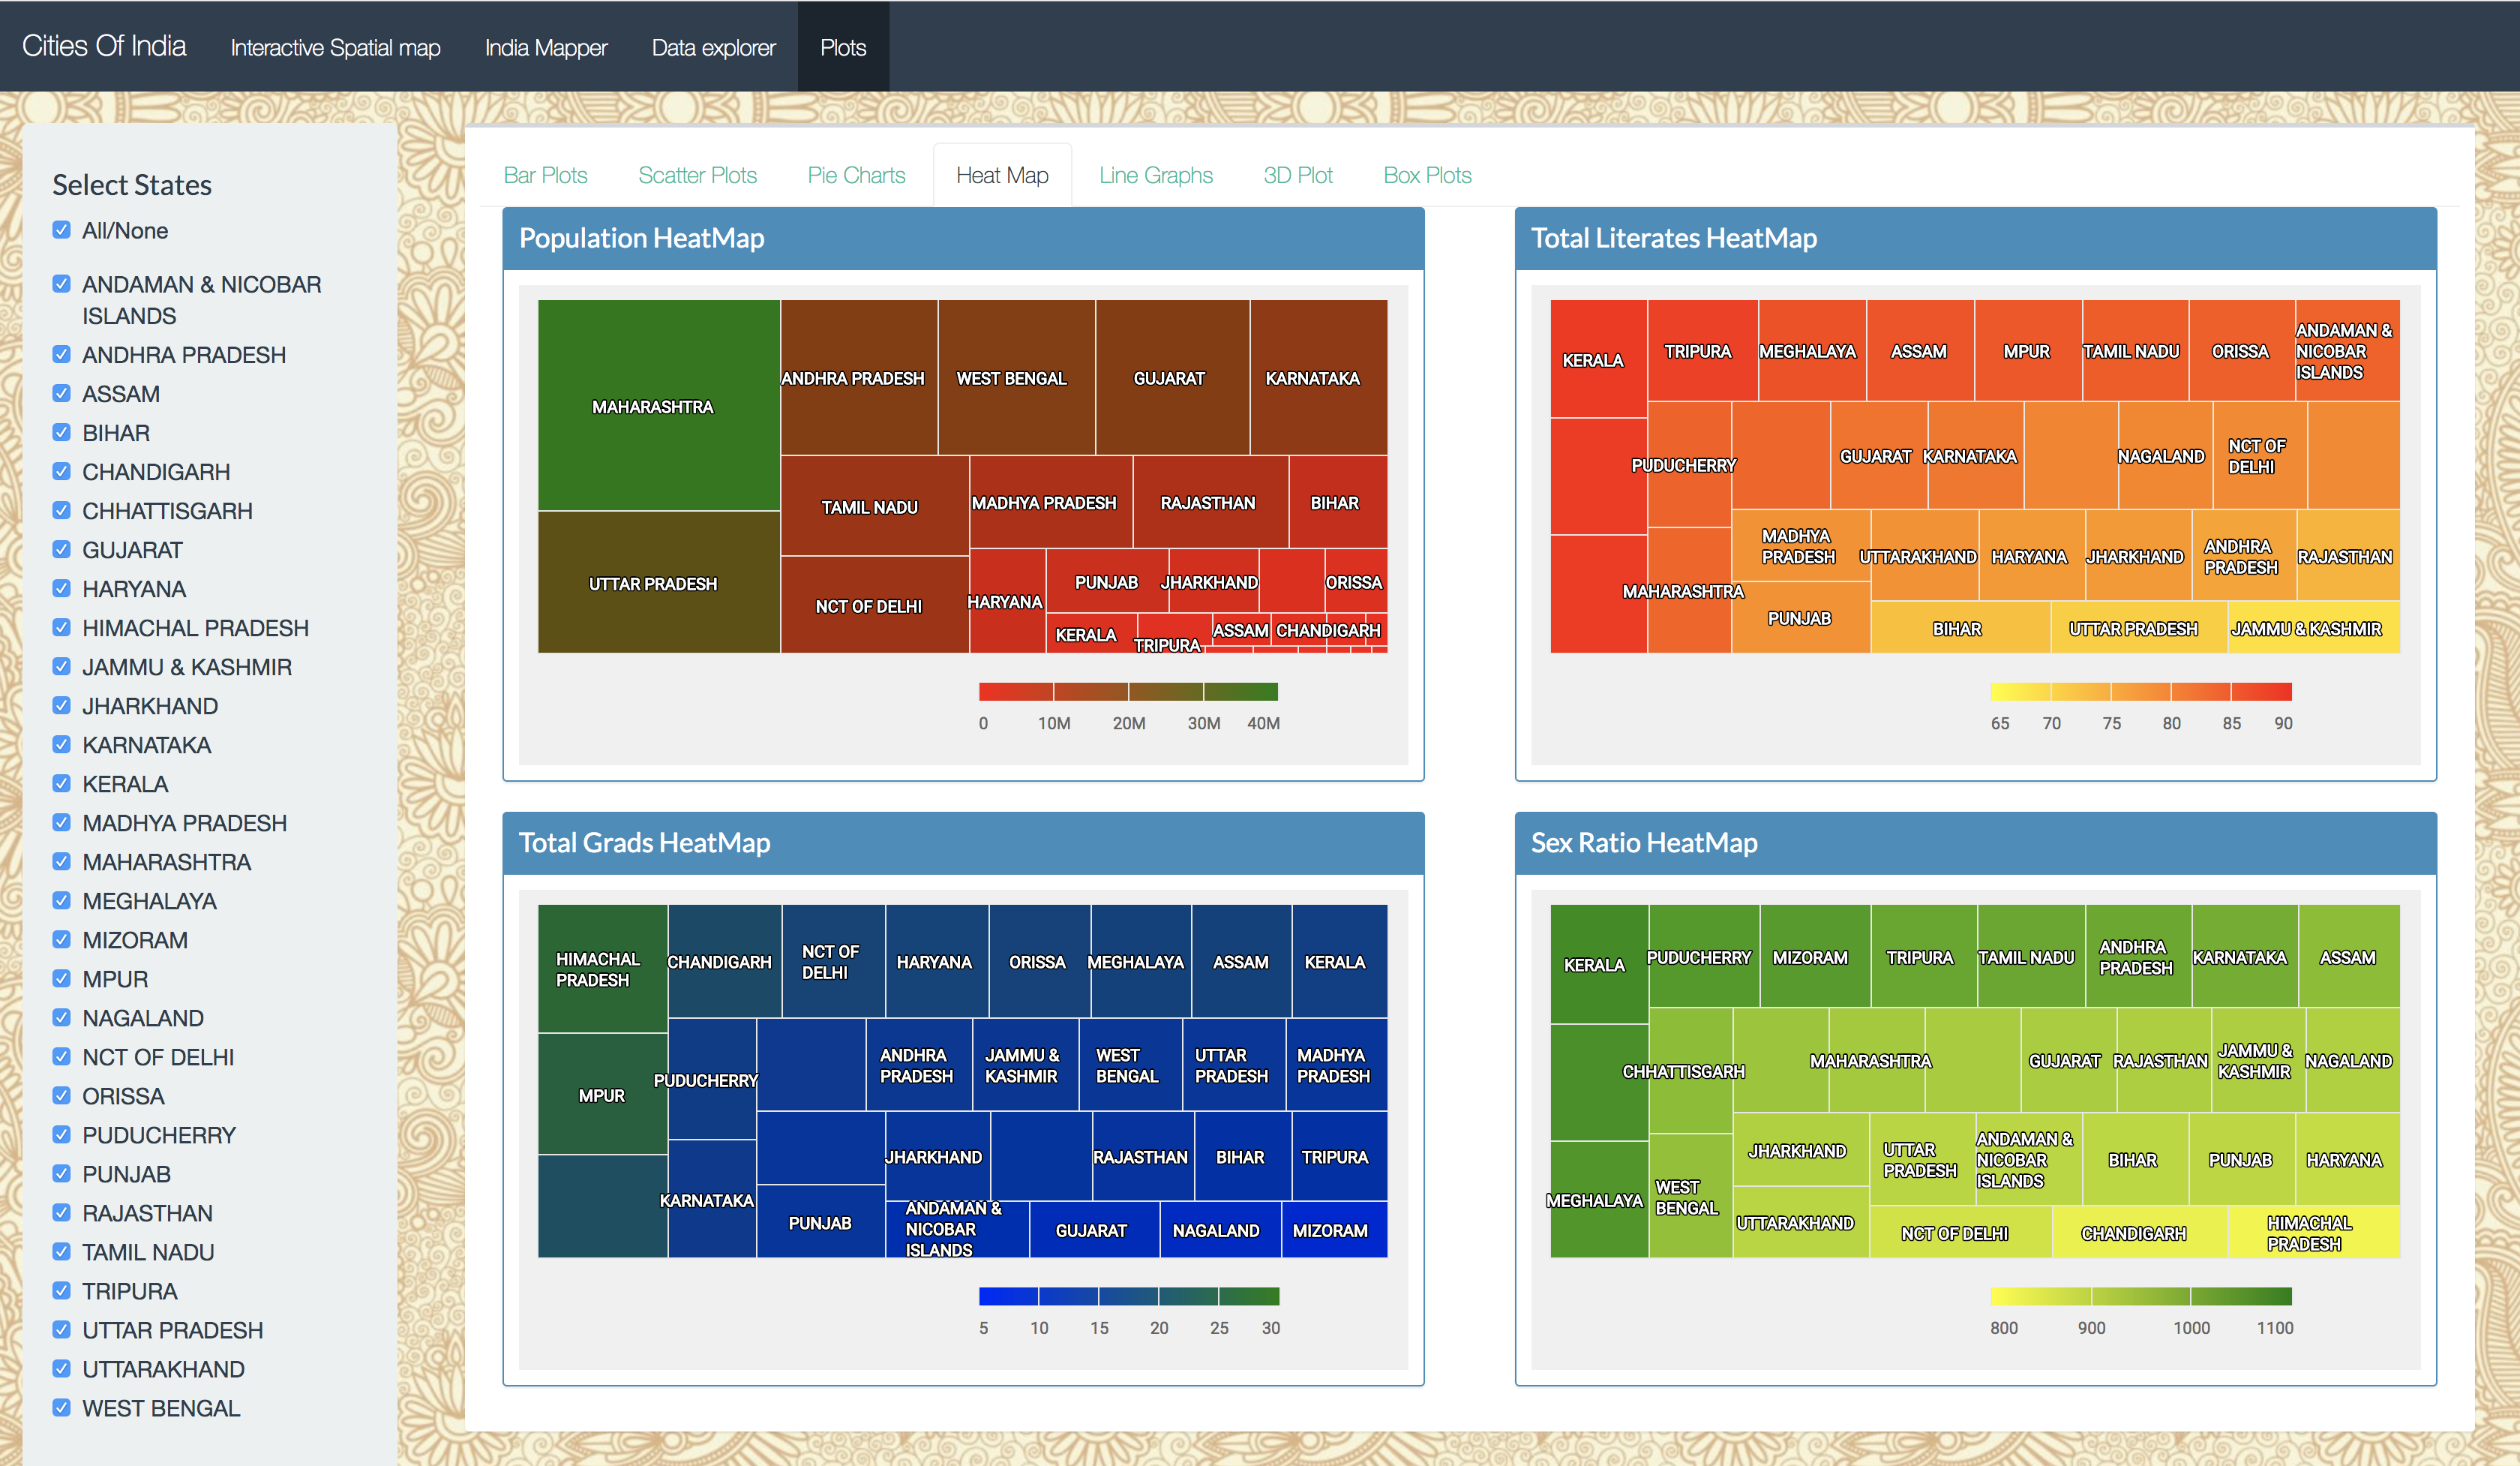 Cities Of India Interactive Spatial map India Mapper Data explorer Plots
Select States
All/None
ANDAMAN & NICOBAR
ISLANDS
ANDHRA PRADESH
ASSAM
BIHAR
CHANDIGARH
CHHATTISGARH
GUJARAT
HARYANA
HIMACHAL PRADESH
JAMMU & KASHMIR
JHARKHAND
KARNATAKA
KERALA
MADHYA PRADESH
MAHARASHTRA
MEGHALAYA
MIZORAM
MPUR
NAGALAND
NCT OF DELHI
ORISSA
PUDUCHERRY
PUNJAB
RAJASTHAN
TAMIL NADU
TRIPURA
UTTAR PRADESH
UTTARAKHAND
WEST BENGAL
Bar Plots Scatter Plots Pie Charts Heat Map Line Graphs 3D Plot Box Plots
Population HeatMap
MAHARASHTRA
UTTAR PRADESH
ANDHRA PRADESH WEST BENGAL GUJARAT KARNATAKA
TAMIL NADU
NCT OF DELHI
MADHYA PRADESH RAJASTHAN BIHAR
HARYANA
PUNJAB JHARKHAND ORISSA
KERALA TRIPURA ASSAM CHANDIGARH
0 10M 20M 30M 40M
Total Literates HeatMap
KERALA
TRIPURA MEGHALAYA ASSAM MPUR TAMIL NADU ORISSA
ANDAMAN &
NICOBAR
ISLANDS
PUDUCHERRY
MAHARASHTRA
GUJARAT KARNATAKA NAGALAND
NCT OF
DELHI
MADHYA
PRADESH
PUNJAB
UTTARAKHAND HARYANA JHARKHAND
ANDHRA
PRADESH
RAJASTHAN
BIHAR UTTAR PRADESH JAMMU & KASHMIR
65 70 75 80 85 90
Total Grads HeatMap
HIMACHAL
PRADESH
MPUR
CHANDIGARH
NCT OF
DELHI
HARYANA ORISSA MEGHALAYA ASSAM KERALA
PUDUCHERRY
KARNATAKA
ANDHRA
PRADESH
JAMMU &
KASHMIR
WEST
BENGAL
UTTAR
PRADESH
MADHYA
PRADESH
PUNJAB
JHARKHAND RAJASTHAN BIHAR TRIPURA
ANDAMAN &
NICOBAR
ISLANDS
GUJARAT NAGALAND MIZORAM
5 10 15 20 25 30
Sex Ratio HeatMap
KERALA
MEGHALAYA
PUDUCHERRY MIZORAM TRIPURA TAMIL NADU
ANDHRA
PRADESH
KARNATAKA ASSAM
CHHATTISGARH
WEST
BENGAL
MAHARASHTRA GUJARAT RAJASTHAN
JAMMU &
KASHMIR
NAGALAND
JHARKHAND
UTTARAKHAND
UTTAR
PRADESH
ANDAMAN &
NICOBAR
ISLANDS
BIHAR PUNJAB HARYANA
NCT OF DELHI CHANDIGARH
HIMACHAL
PRADESH
800 900 1000 1100